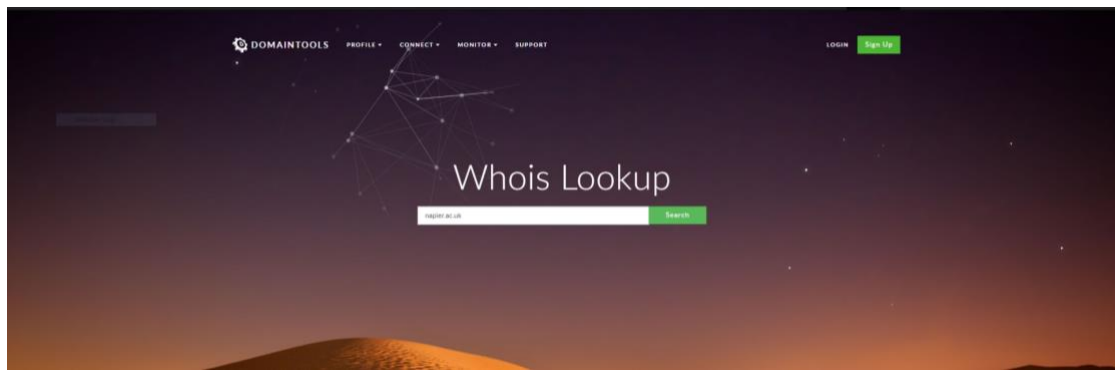 DOMAINTOOLS PROFILE CONNECT MONITOR SUPPORT LOGIN Sign Up
Whois Lookup
napier.ac.uk Search